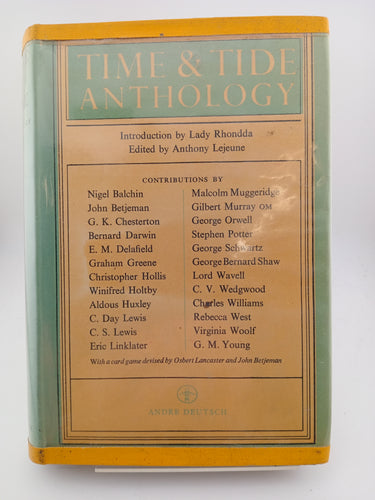 TIME & TIDE
ANTHOLOGY
Introduction by Lady Rhondda
Edited by Anthony Lejeune
CONTRIBUTIONS BY
Nigel Balchin
John Betjeman
G. K. Chesterton
Bernard Darwin
E. M. Delafield
Graham Greene
Christopher Hollis
Winifred Holtby
Aldous Huxley
C. Day Lewis
C. S. Lewis
Eric Linklater
Malcolm Muggeridge
Gilbert Murray OM
George Orwell
Stephen Potter
George Schwartz
George Bernard Shaw
Lord Wavell
C. V. Wedgwood
Charles Williams
Rebecca West
Virginia Woolf
G. M. Young
With a card game devised by Osbert Lancaster and John Betjeman
ANDRE DEUTSCH